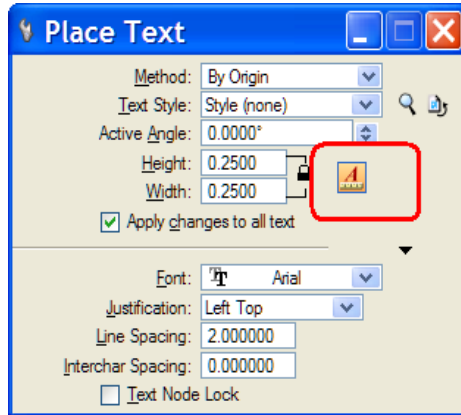 Place Text
Method: By Origin
Text Style: Style (none)
Active Angle: 0.0000°
Height: 0.2500
Width: 0.2500
A
Apply changes to all text
Font: Tr Arial
Justification: Left Top
Line Spacing: 2.000000
Interchar Spacing: 0.000000
Text Node Lock